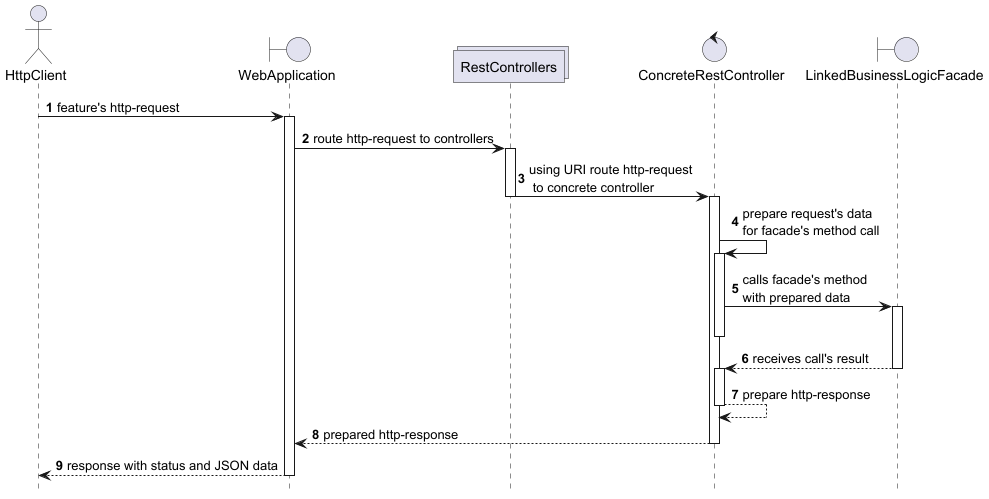 HttpClient
WebApplication
RestControllers
ConcreteRestController
LinkedBusinessLogicFacade
1 feature's http-request
2 route http-request to controllers
3 using URI route http-request
to concrete controller
4 prepare request's data
for facade's method call
5 calls facade's method
with prepared data
6 receives call's result
7 prepare http-response
8 prepared http-response
9 response with status and JSON data